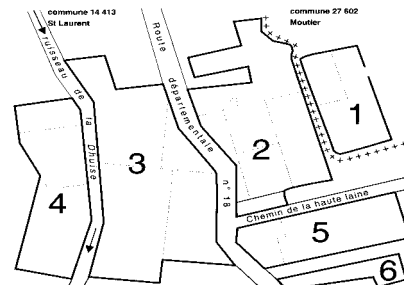 commune 14 413
St Laurent
commune 27 602
Moutier
ruisseau de la Dhuise
Route départementale n° 18
1
2
3
4
Chemin de la haute laine
5
6